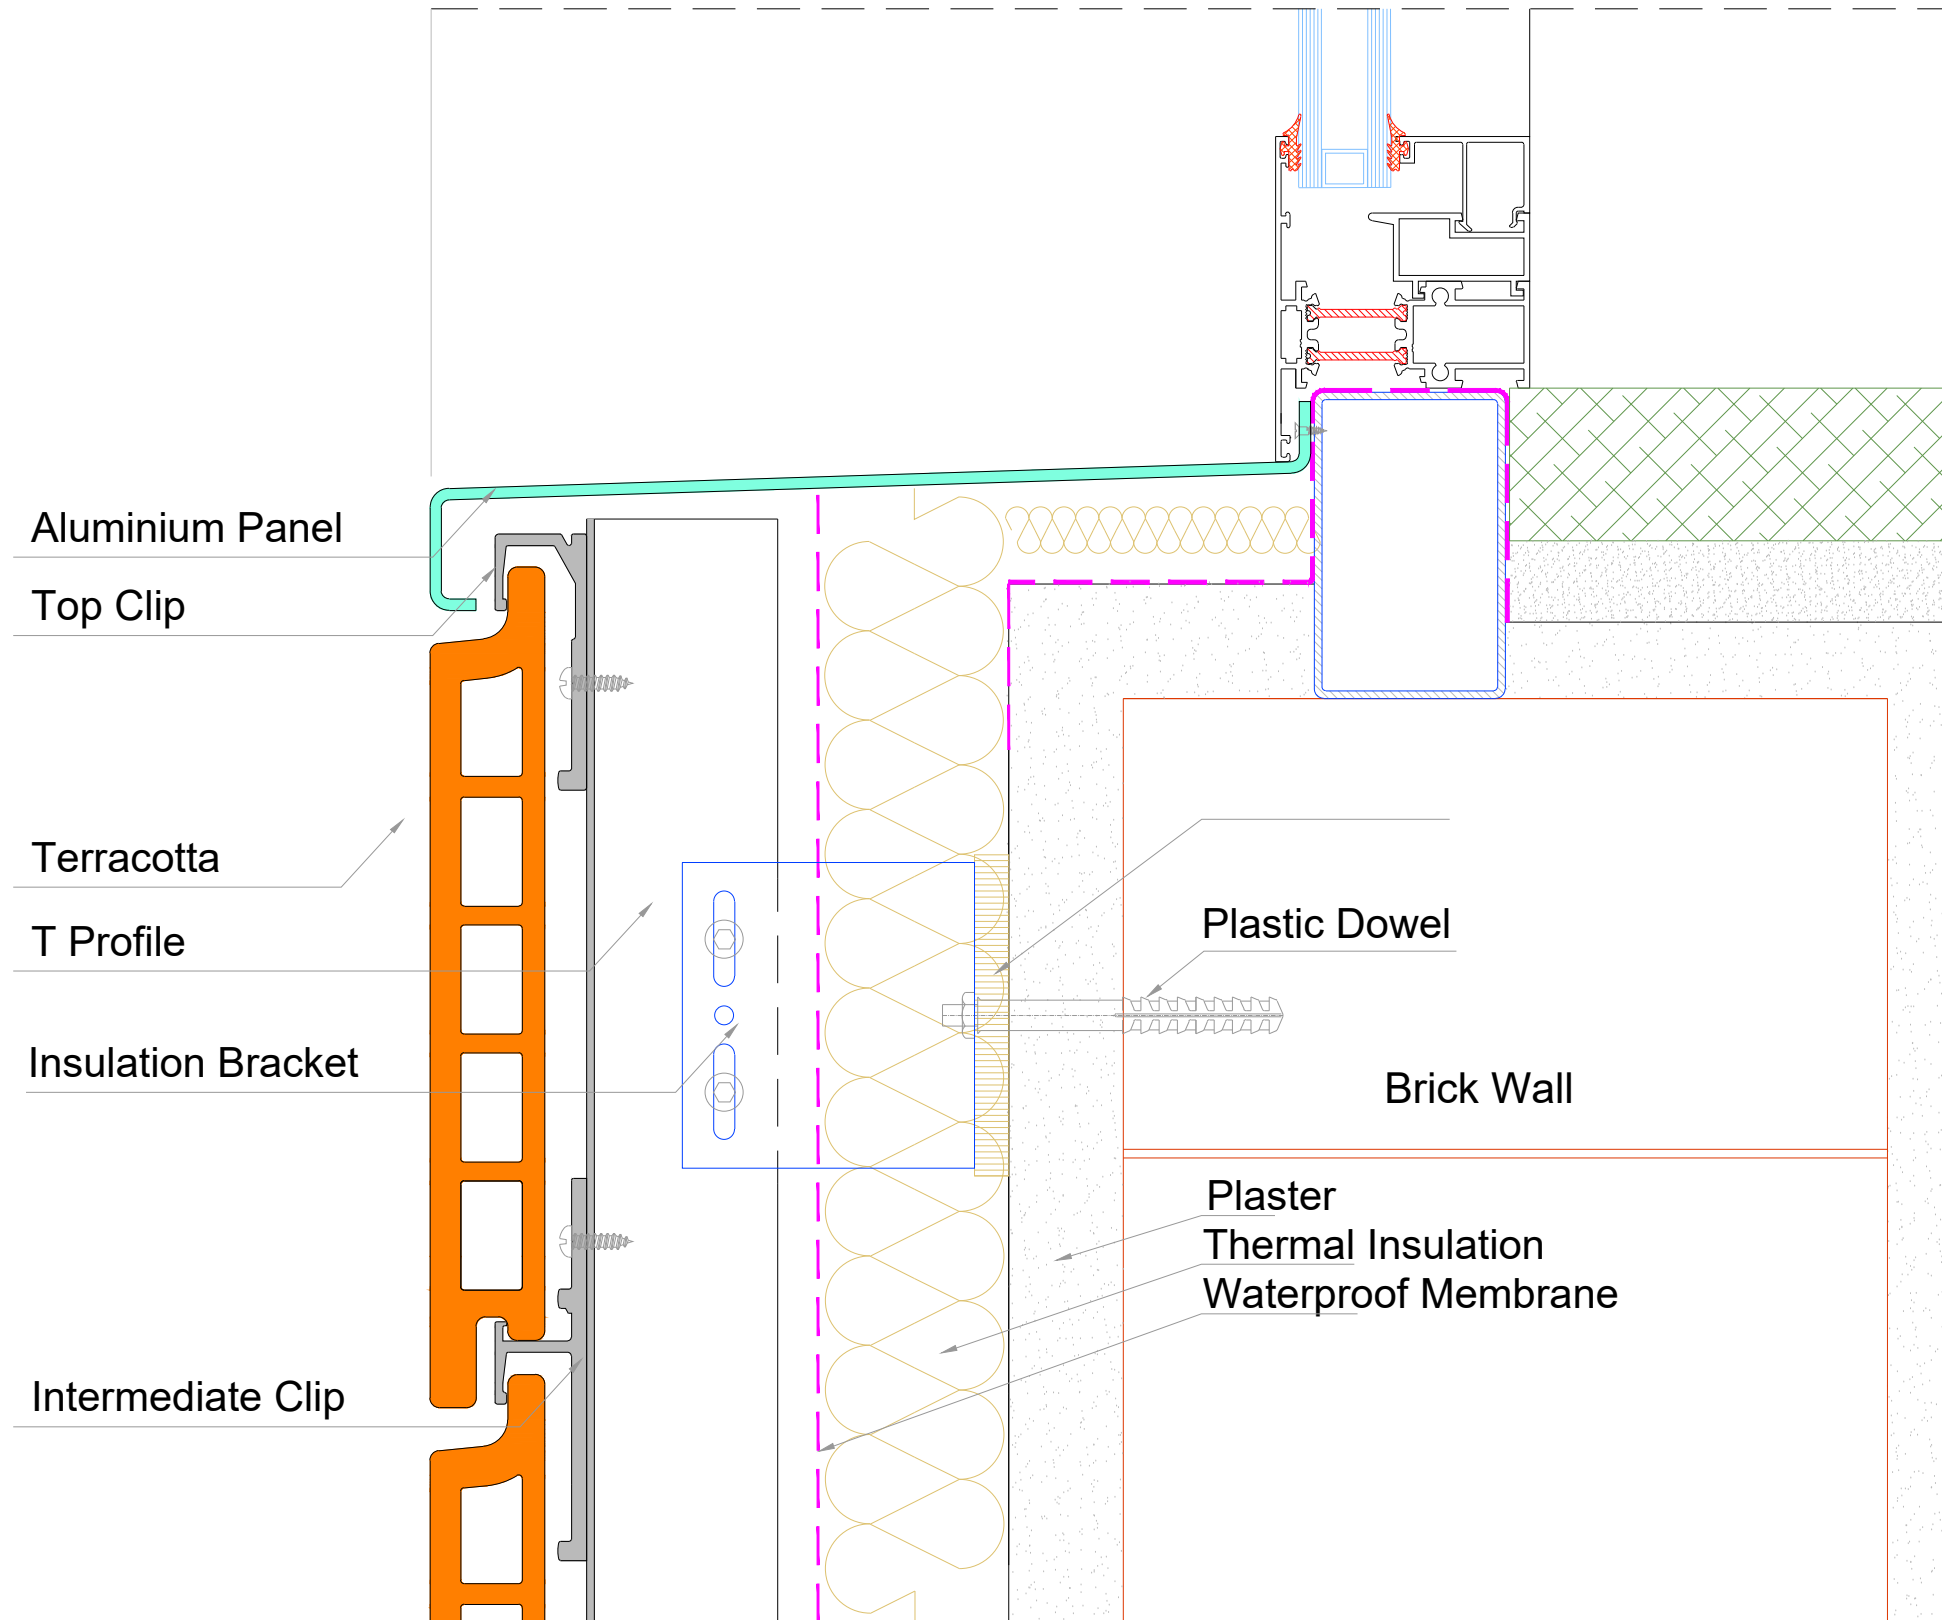 Aluminium Panel
Top Clip
Terracotta
T Profile
Insulation Bracket
Intermediate Clip
Plastic Dowel
Brick Wall
Plaster
Thermal Insulation
Waterproof Membrane